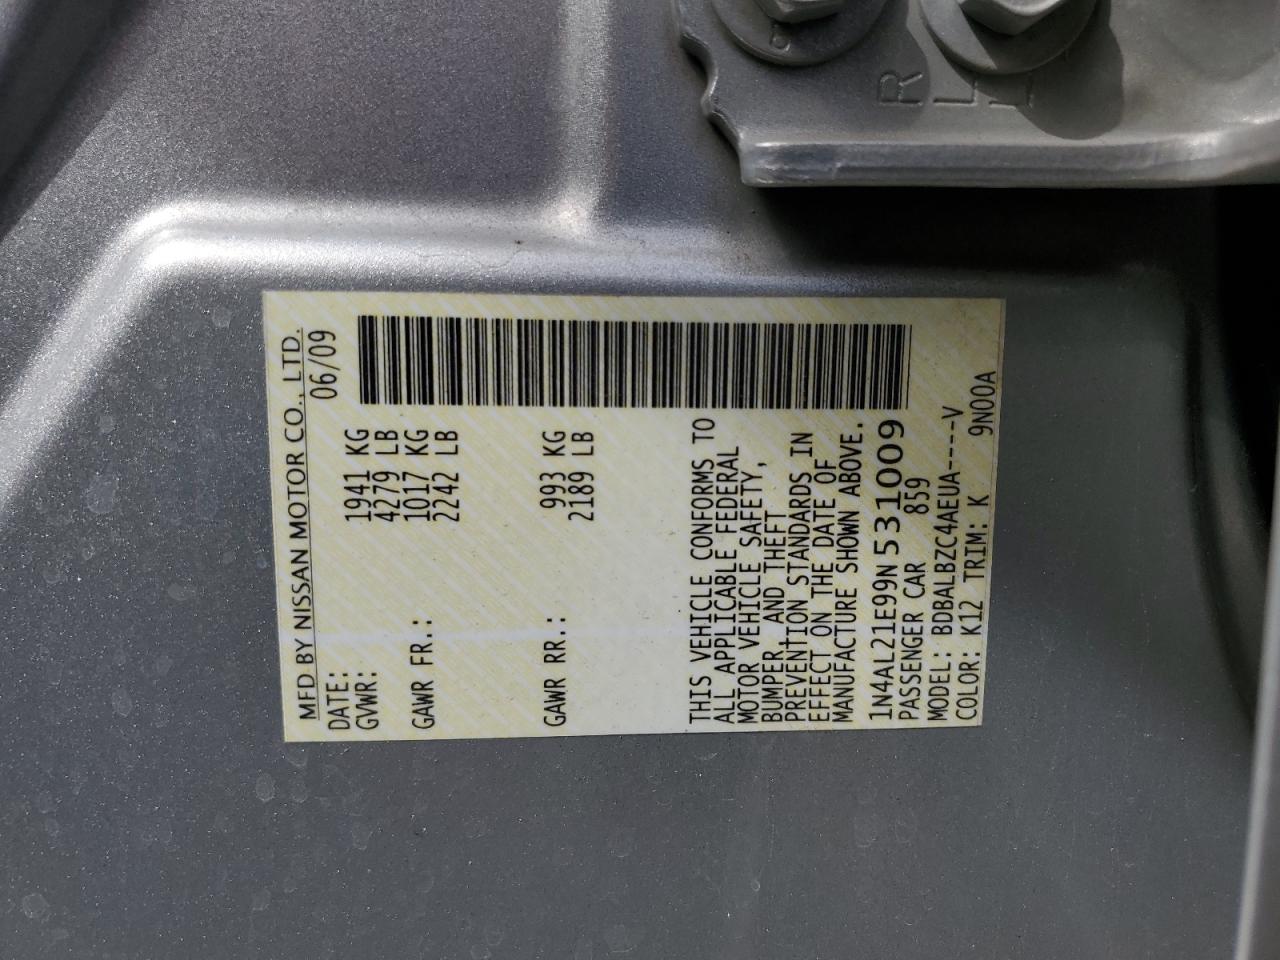 MFD BY NISSAN MOTOR CO., LTD.
DATE: 06/09
GVWR: 1941 KG
4279 LB
GAWR FR.: 1017 KG
2242 LB
GAWR RR.: 993 KG
2189 LB
THIS VEHICLE CONFORMS TO
ALL APPLICABLE FEDERAL
MOTOR VEHICLE SAFETY,
BUMPER, AND THEFT
PREVENTION STANDARDS IN
EFFECT ON THE DATE OF
MANUFACTURE SHOWN ABOVE.
1N4AL21E99N531009
PASSENGER CAR 859
MODEL: BDBALBZC4AEUA----V
COLOR: K12 TRIM: K 9N00A